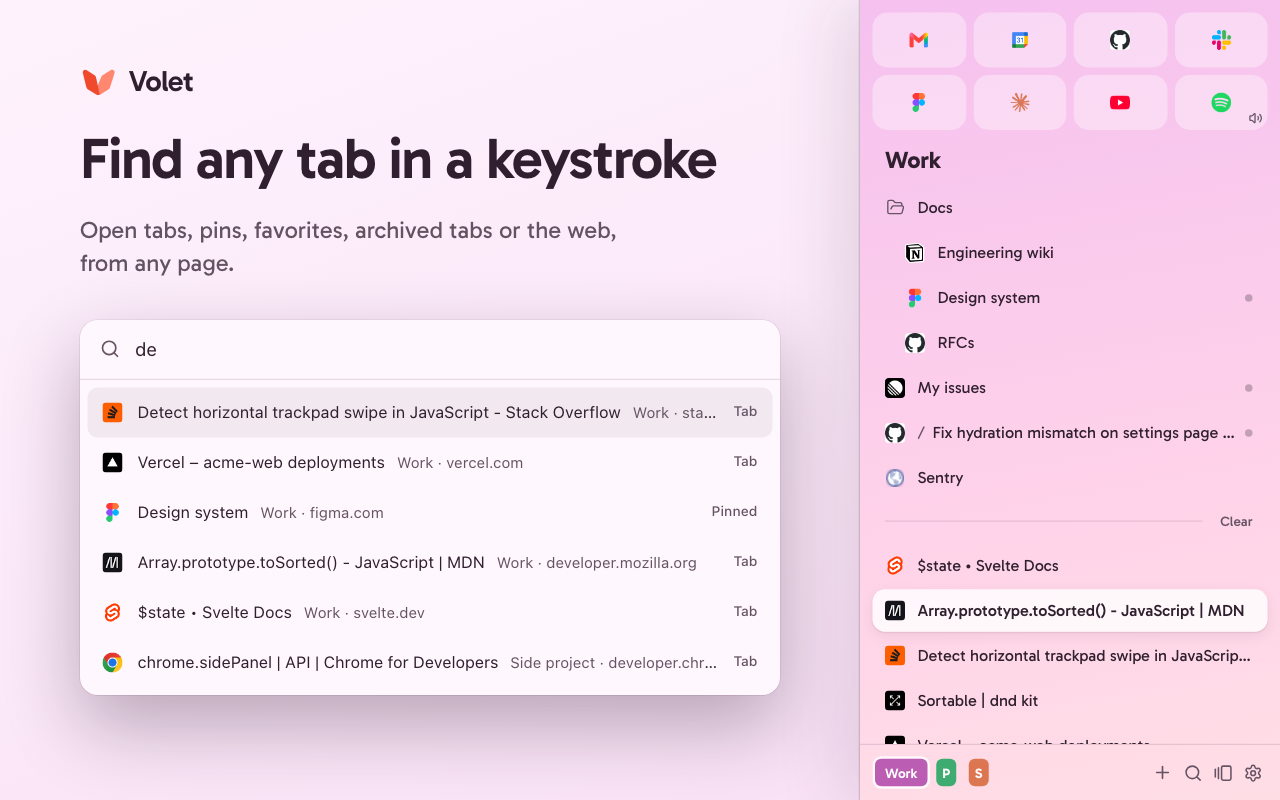 Volet
Find any tab in a keystroke
Open tabs, pins, favorites, archived tabs or the web,
from any page.
de
Detect horizontal trackpad swipe in JavaScript - Stack Overflow Work · sta... Tab
Vercel – acme-web deployments Work · vercel.com Tab
Design system Work · figma.com Pinned
Array.prototype.toSorted() - JavaScript | MDN Work · developer.mozilla.org Tab
$state • Svelte Docs Work · svelte.dev Tab
chrome.sidePanel | API | Chrome for Developers Side project · developer.chr... Tab
31
Work
Docs
Engineering wiki
Design system
RFCs
My issues
/ Fix hydration mismatch on settings page ...
Sentry
Clear
$state • Svelte Docs
Array.prototype.toSorted() - JavaScript | MDN
Detect horizontal trackpad swipe in JavaScrip...
Sortable | dnd kit
Vercel – acme-web deployments
Work P S